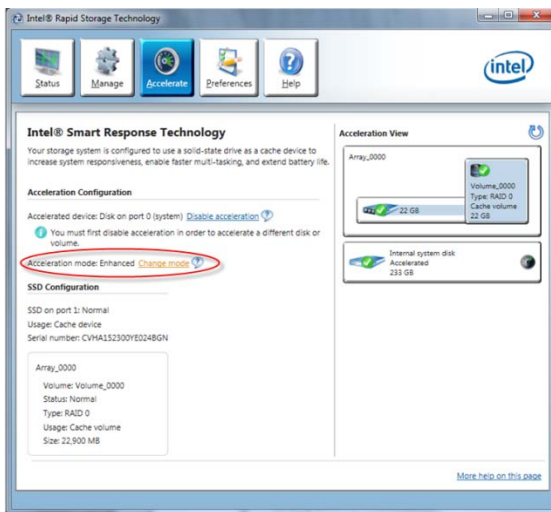 Intel® Rapid Storage Technology
Status
Manage
Accelerate
Preferences
Help
intel
Intel® Smart Response Technology
Your storage system is configured to use a solid-state drive as a cache device to
increase system responsiveness, enable faster multi-tasking, and extend battery life.
Acceleration Configuration
Accelerated device: Disk on port 0 (system) Disable acceleration ?
You must first disable acceleration in order to accelerate a different disk or
volume.
Acceleration mode: Enhanced Change mode ?
SSD Configuration
SSD on port 1: Normal
Usage: Cache device
Serial number: CVHA152300YE024BGN
Array_0000
Volume: Volume_0000
Status: Normal
Type: RAID 0
Usage: Cache volume
Size: 22,900 MB
Acceleration View
Array_0000
22 GB
Volume_0000
Type: RAID 0
Cache volume
22 GB
Internal system disk
Accelerated
233 GB
More help on this page